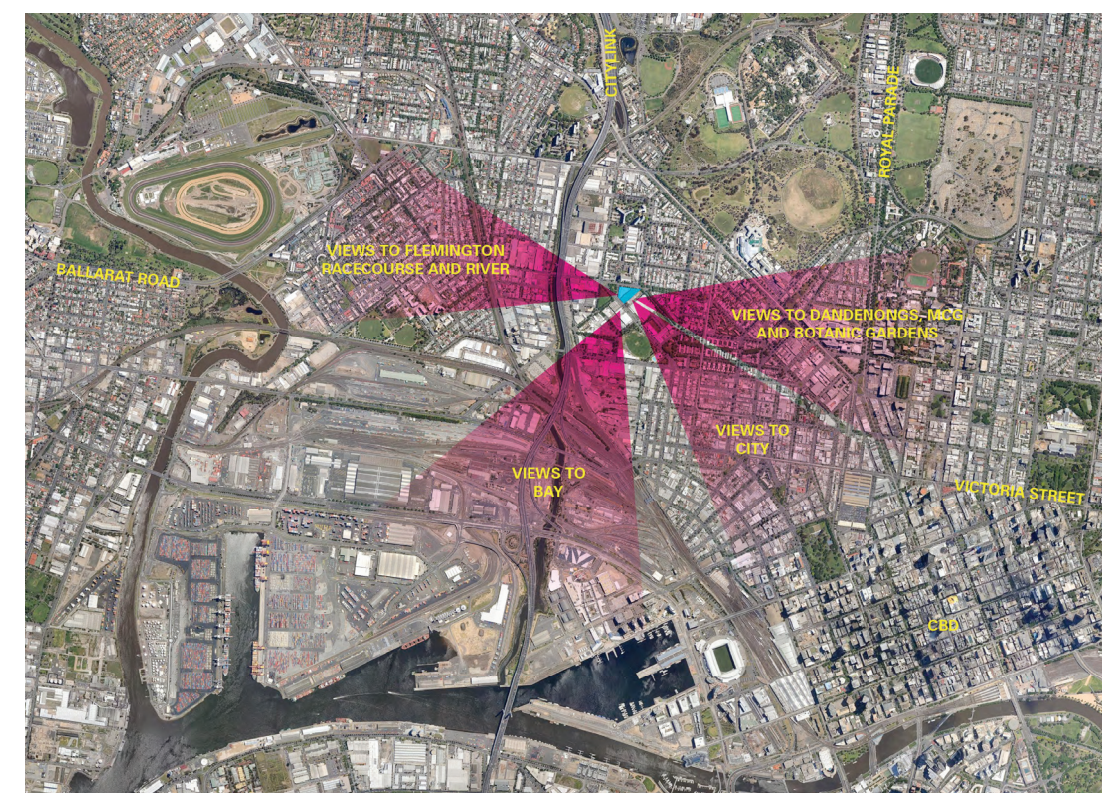 CITYLINK
ROYAL PARADE
VIEWS TO FLEMINGTON
RACECOURSE AND RIVER
BALLARAT ROAD
VIEWS TO DANDENONGS, MCG
AND BOTANIC GARDENS
VIEWS TO
CITY
VIEWS TO
BAY
VICTORIA STREET
CBD